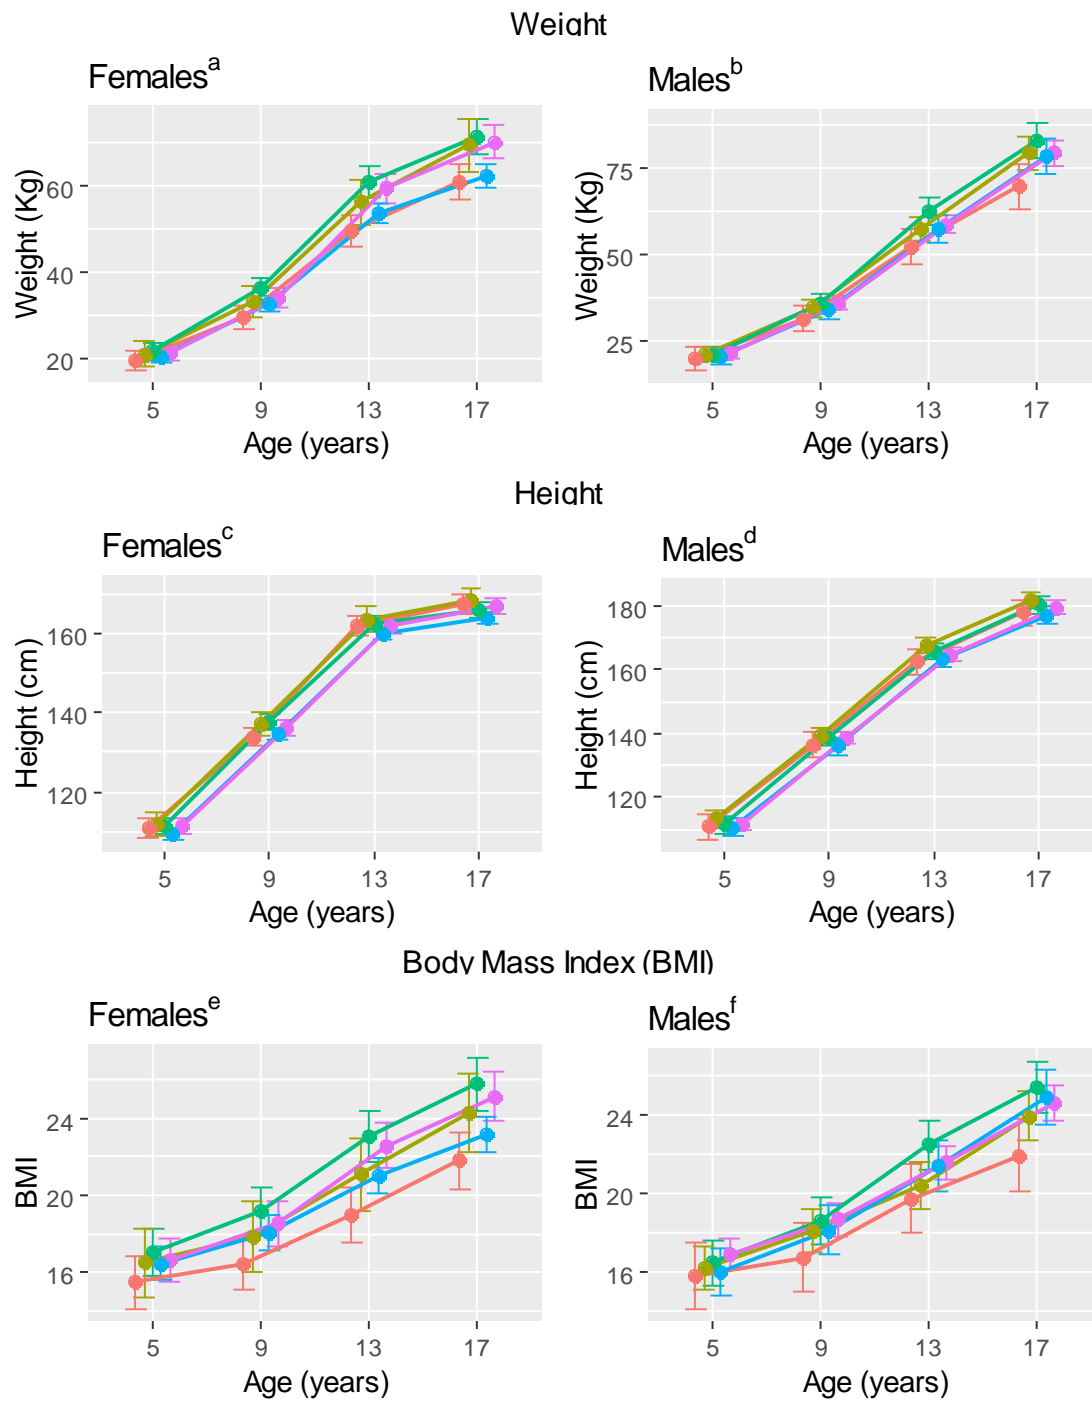 Weight
Females^a
Males^b
Weight (Kg)
60
40
20
5 9 13 17
Age (years)
Weight (Kg)
75
50
25
5 9 13 17
Age (years)
Height
Females^c
Males^d
Height (cm)
160
140
120
5 9 13 17
Age (years)
Height (cm)
180
160
140
120
5 9 13 17
Age (years)
Body Mass Index (BMI)
Females^e
Males^f
BMI
24
20
16
5 9 13 17
Age (years)
BMI
24
20
16
5 9 13 17
Age (years)